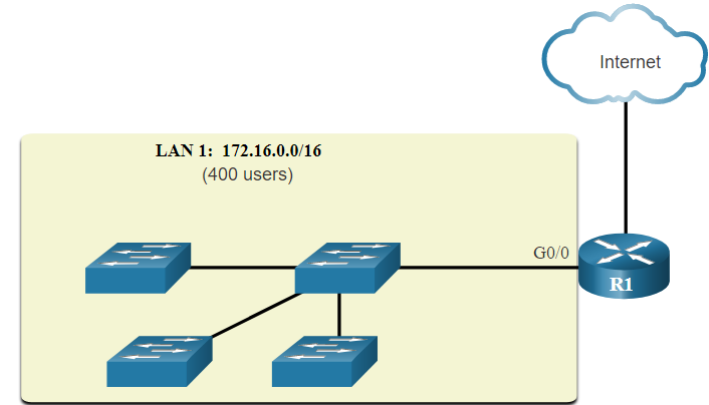 Internet
LAN 1: 172.16.0.0/16
(400 users)
G0/0
R1